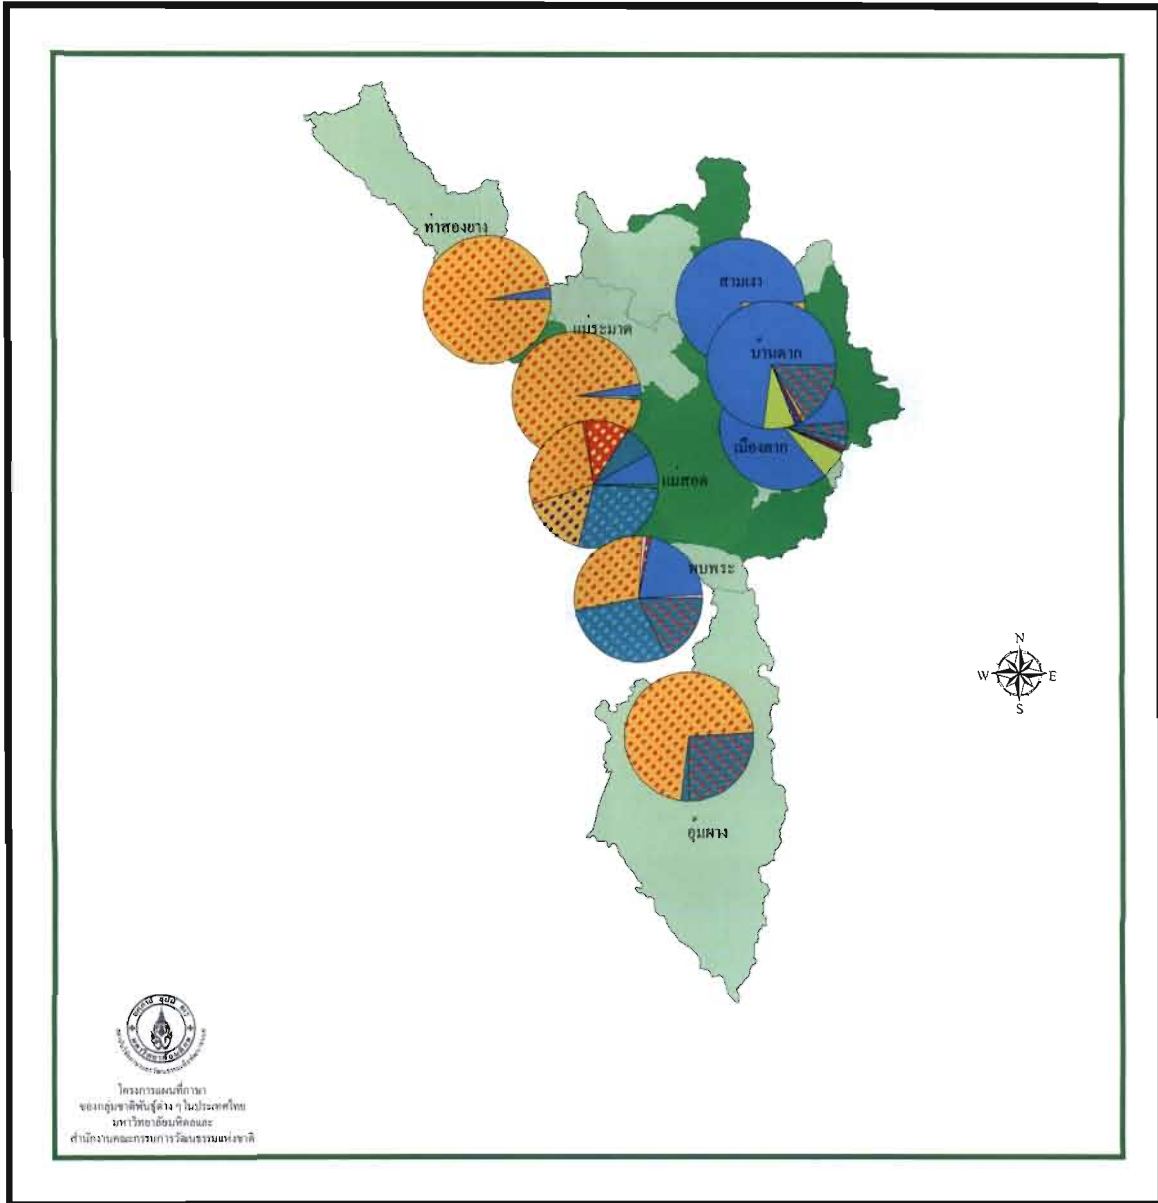 ท่าสองยาง
สามเงา
แม่ระมาด
บ้านตาก
เมืองตาก
แม่สอด
พบพระ
N
W E
S
อุ้มผาง
โครงการแผนที่ภาษา
ของกลุ่มชาติพันธุ์ต่าง ๆ ในประเทศไทย
มหาวิทยาลัยมหิดลและ
สำนักงานคณะกรรมการวัฒนธรรมแห่งชาติ